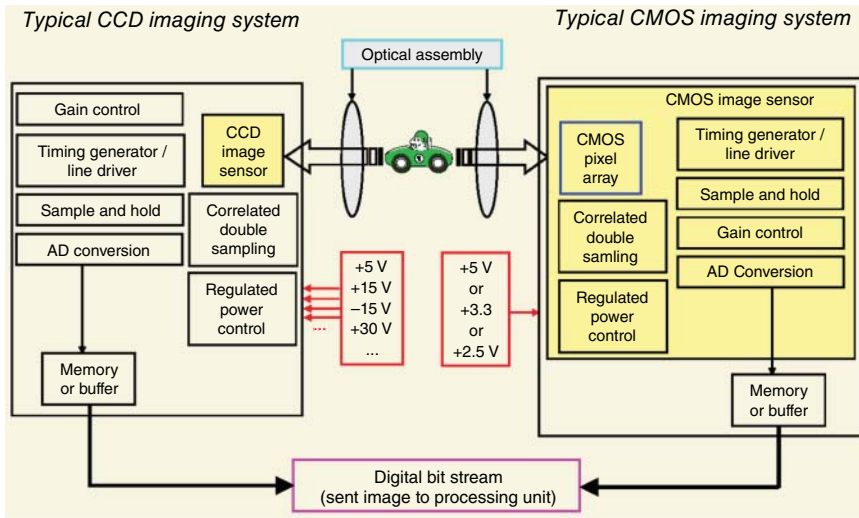 Typical CCD imaging system
Typical CMOS imaging system
Optical assembly
Gain control
Timing generator /
line driver
Sample and hold
AD conversion
CCD
image
sensor
Correlated
double
sampling
Regulated
power
control
Memory
or buffer
+5 V
+15 V
–15 V
+30 V
...
...
+5 V
or
+3.3
or
+2.5 V
CMOS image sensor
CMOS
pixel
array
Correlated
double
samling
Regulated
power
control
Timing generator /
line driver
Sample and hold
Gain control
AD Conversion
Memory
or buffer
Digital bit stream
(sent image to processing unit)